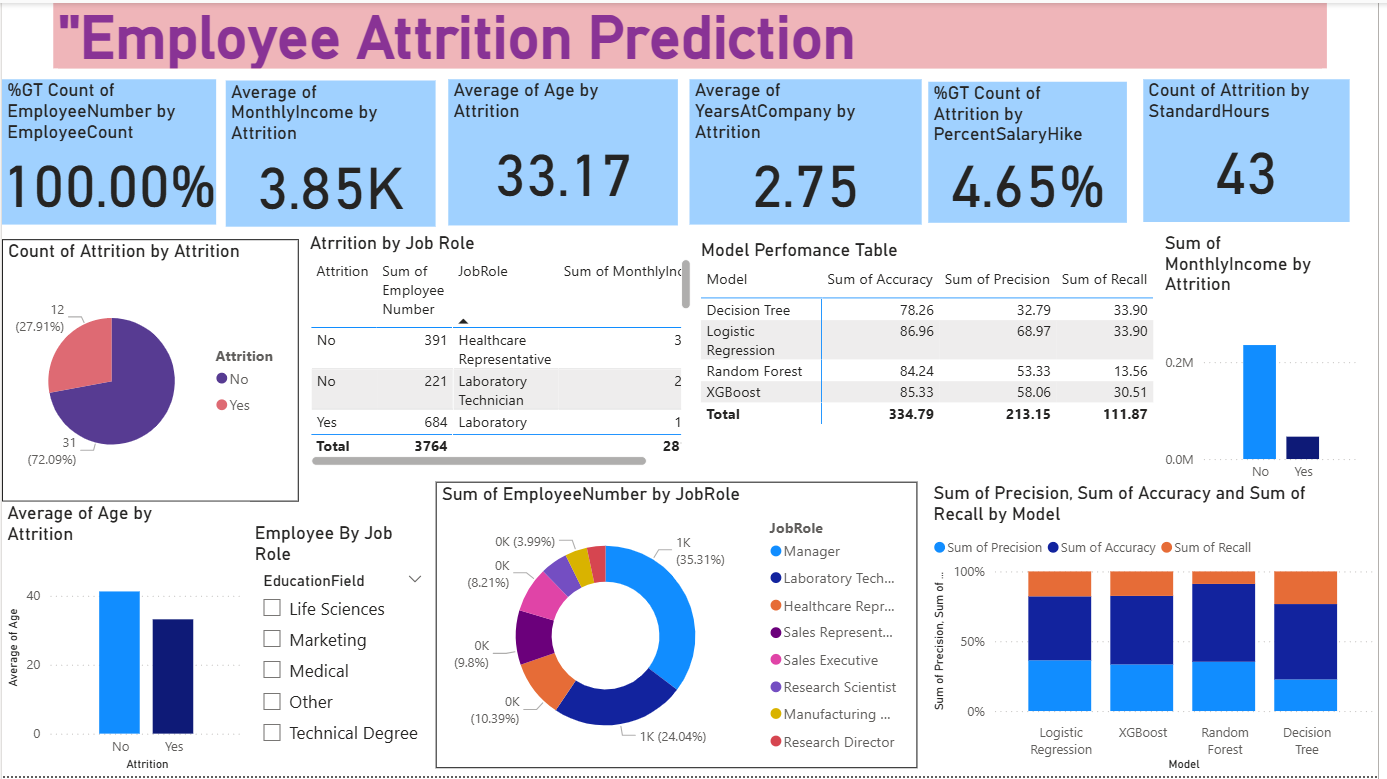 "Employee Attrition Prediction
%GT Count of
EmployeeNumber by
EmployeeCount
100.00%
Average of
MonthlyIncome by
Attrition
3.85K
Average of Age by
Attrition
33.17
Average of
YearsAtCompany by
Attrition
2.75
%GT Count of
Attrition by
PercentSalaryHike
4.65%
Count of Attrition by
StandardHours
43
Count of Attrition by Attrition
12
(27.91%)
31
(72.09%)
Attrition
No
Yes
Atrrition by Job Role
Attrition Sum of JobRole Sum of MonthlyInc
Employee
Number
No 391 Healthcare 3
Representative
No 221 Laboratory 2
Technician
Yes 684 Laboratory 1
Total 3764 28
Model Perfomance Table
Model Sum of Accuracy Sum of Precision Sum of Recall
Decision Tree 78.26 32.79 33.90
Logistic 86.96 68.97 33.90
Regression
Random Forest 84.24 53.33 13.56
XGBoost 85.33 58.06 30.51
Total 334.79 213.15 111.87
Sum of
MonthlyIncome by
Attrition
0.2M
0.0M
No Yes
Average of Age by
Attrition
Average of Age
40
20
0
No Yes
Attrition
Employee By Job
Role
EducationField
Life Sciences
Marketing
Medical
Other
Technical Degree
Sum of EmployeeNumber by JobRole
0K (3.99%)
1K
(35.31%)
0K
(8.21%)
0K
(9.8%)
0K
(10.39%)
1K (24.04%)
JobRole
Manager
Laboratory Tech...
Healthcare Repr...
Sales Represent...
Sales Executive
Research Scientist
Manufacturing ...
Research Director
Sum of Precision, Sum of Accuracy and Sum of
Recall by Model
Sum of Precision Sum of Accuracy Sum of Recall
Sum of Precision, Sum of ...
100%
50%
0%
Logistic
Regression
XGBoost
Random
Forest
Decision
Tree
Model